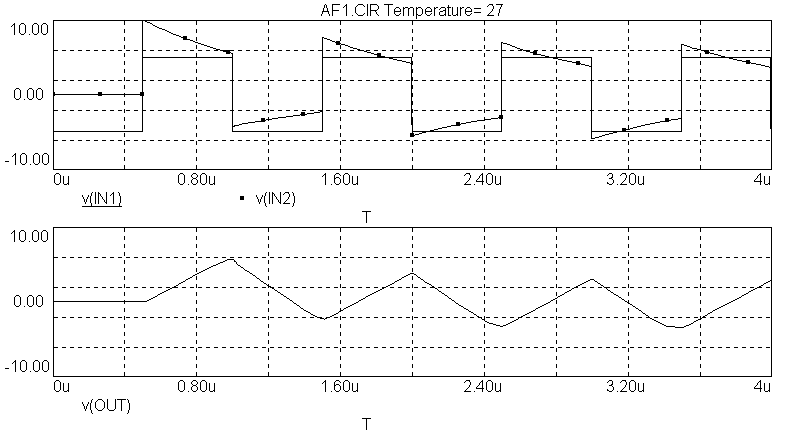 AF1.CIR Temperature= 27
10.00
0.00
-10.00
0u 0.80u 1.60u 2.40u 3.20u 4u
v(IN1) v(IN2)
T
10.00
0.00
-10.00
0u 0.80u 1.60u 2.40u 3.20u 4u
v(OUT)
T